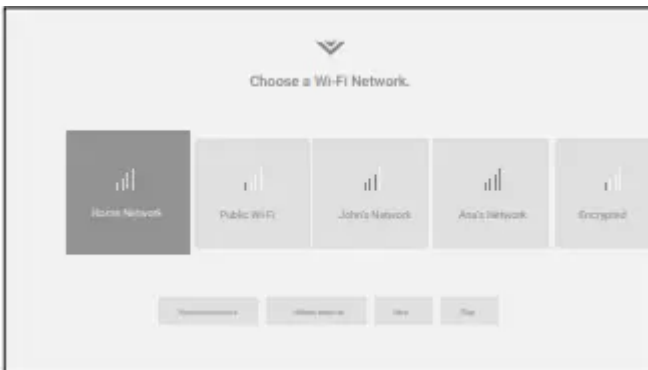 Choose a Wi-Fi Network.
Home Network
Public Wi-Fi
John's Network
Ana's Network
Encrypted